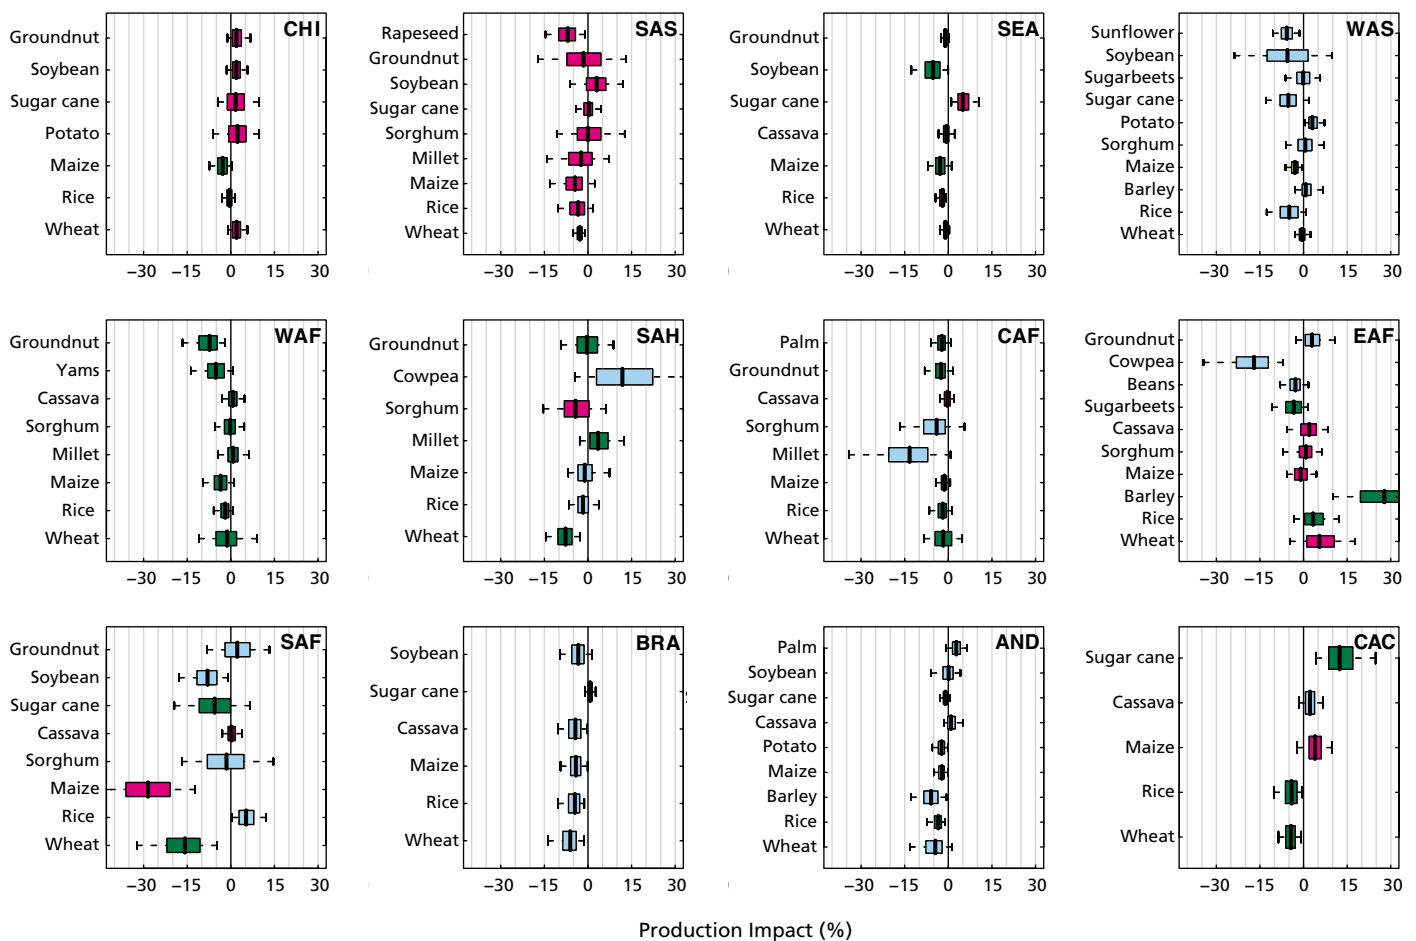 CHI
Groundnut
Soybean
Sugar cane
Potato
Maize
Rice
Wheat
−30 −15 0 15 30
SAS
Rapeseed
Groundnut
Soybean
Sugar cane
Sorghum
Millet
Maize
Rice
Wheat
−30 −15 0 15 30
SEA
Groundnut
Soybean
Sugar cane
Cassava
Maize
Rice
Wheat
−30 −15 0 15 30
WAS
Sunflower
Soybean
Sugarbeets
Sugar cane
Potato
Sorghum
Maize
Barley
Rice
Wheat
−30 −15 0 15 30
WAF
Groundnut
Yams
Cassava
Sorghum
Millet
Maize
Rice
Wheat
−30 −15 0 15 30
SAH
Groundnut
Cowpea
Sorghum
Millet
Maize
Rice
Wheat
−30 −15 0 15 30
CAF
Palm
Groundnut
Cassava
Sorghum
Millet
Maize
Rice
Wheat
−30 −15 0 15 30
EAF
Groundnut
Cowpea
Beans
Sugarbeets
Cassava
Sorghum
Maize
Barley
Rice
Wheat
−30 −15 0 15 30
SAF
Groundnut
Soybean
Sugar cane
Cassava
Sorghum
Maize
Rice
Wheat
−30 −15 0 15 30
BRA
Soybean
Sugar cane
Cassava
Maize
Rice
Wheat
−30 −15 0 15 30
AND
Palm
Soybean
Sugar cane
Cassava
Potato
Maize
Barley
Rice
Wheat
−30 −15 0 15 30
CAC
Sugar cane
Cassava
Maize
Rice
Wheat
−30 −15 0 15 30
Production Impact (%)